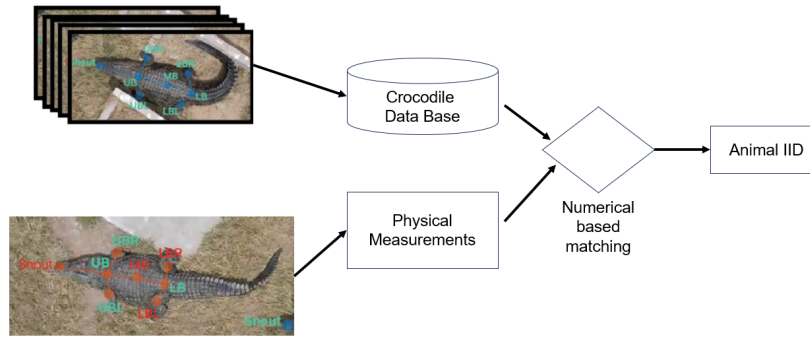 Snout
UBR
LBR
UB
MB
LB
UBL
LBL
Crocodile
Data Base
Animal IID
Numerical
based
matching
Physical
Measurements
UBR
LBR
Snout
UB
MB
LB
UBL
LBL
Snout